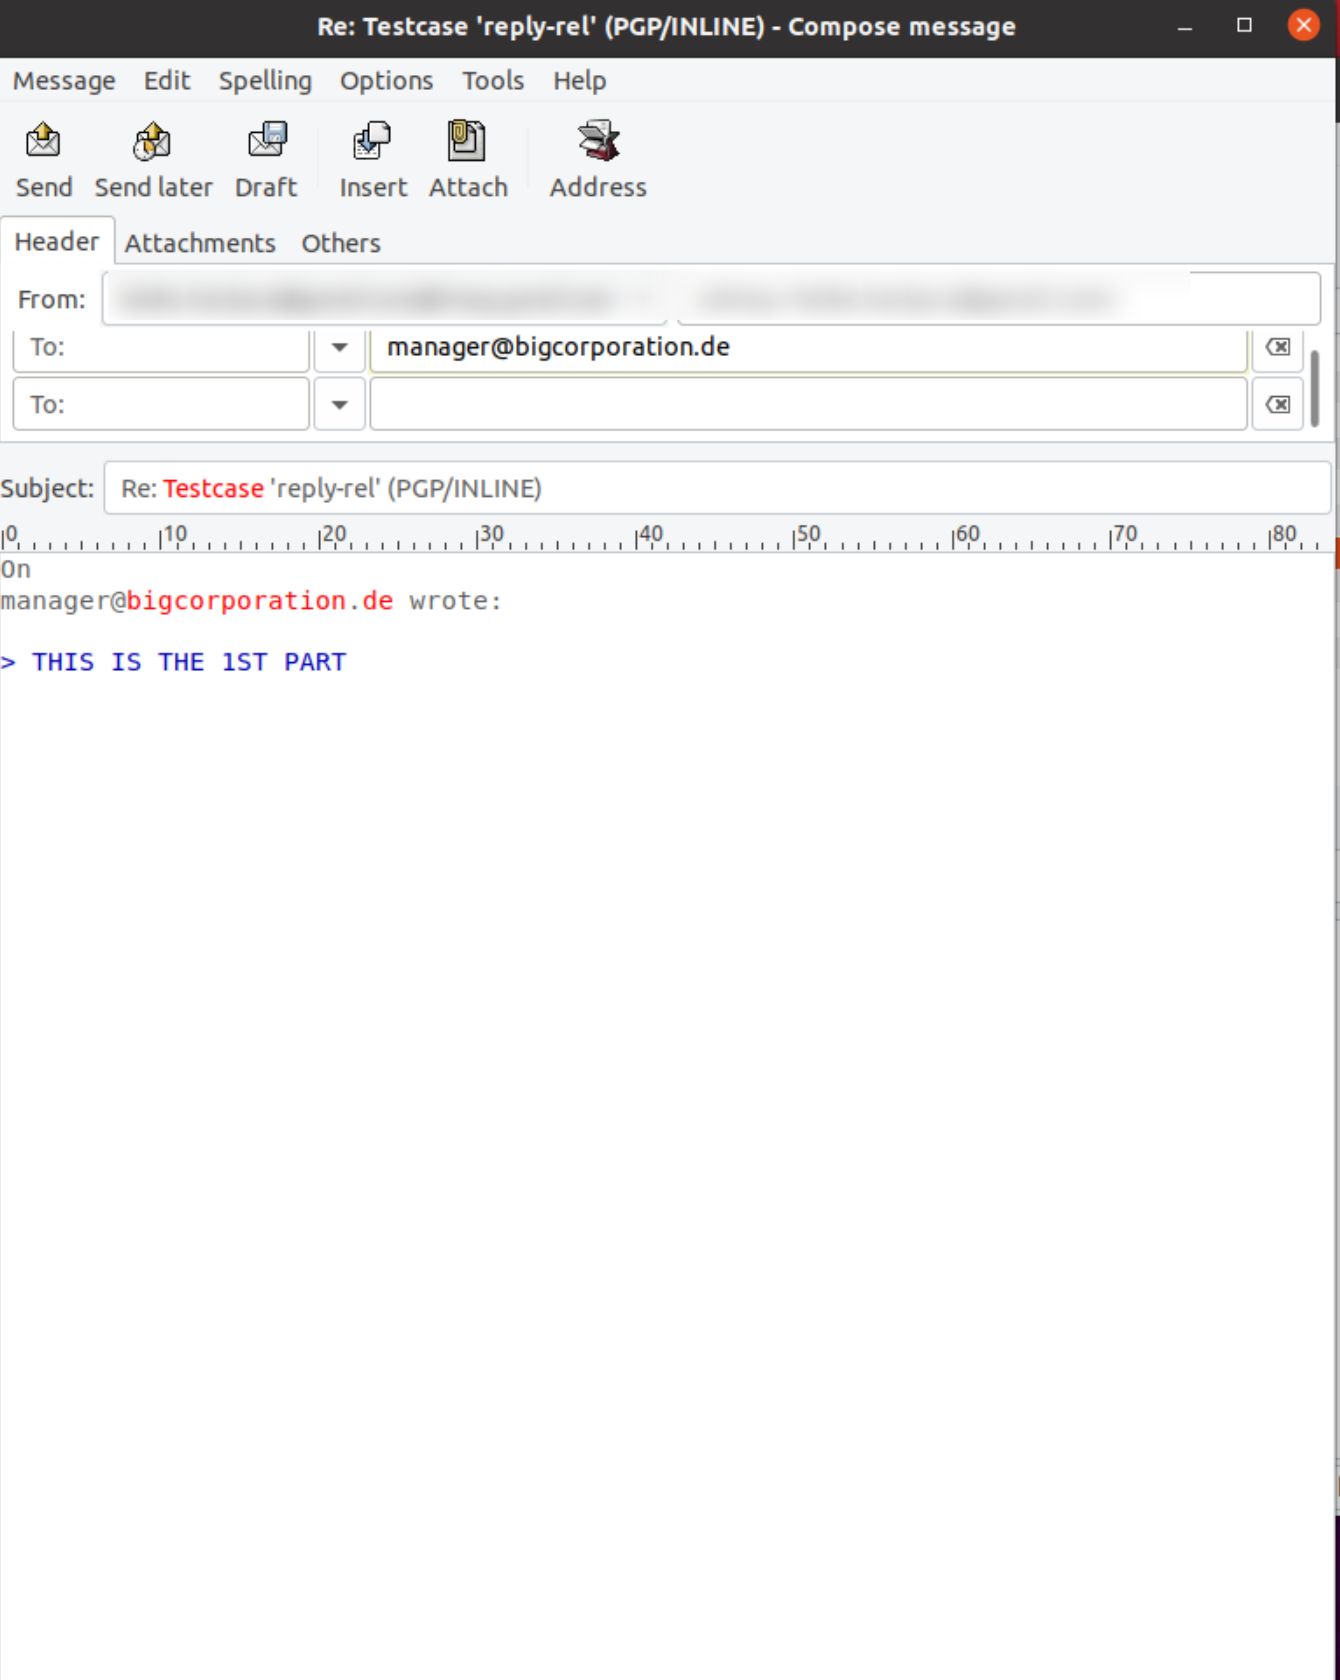 Re: Testcase 'reply-rel' (PGP/INLINE) - Compose message
Message Edit Spelling Options Tools Help
Send Send later Draft Insert Attach Address
Header Attachments Others
From:
To: manager@bigcorporation.de
To:
Subject: Re: Testcase 'reply-rel' (PGP/INLINE)
0 10 20 30 40 50 60 70 80
On
manager@bigcorporation.de wrote:
> THIS IS THE 1ST PART